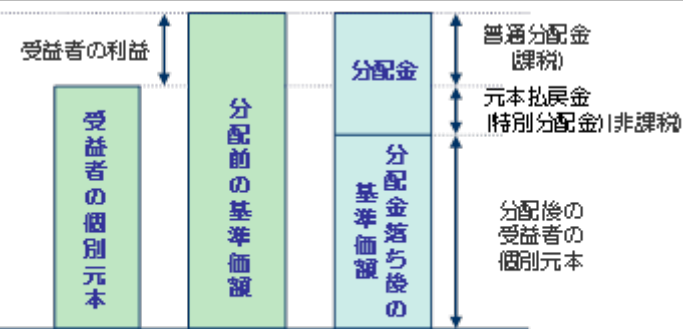 受益者の利益
受益者の個別元本
分配前の基準価額
分配金
分配金落ち後の
基準価額
普通分配金
(課税)
元本払戻金
(特別分配金)(非課税)
分配後の
受益者の
個別元本